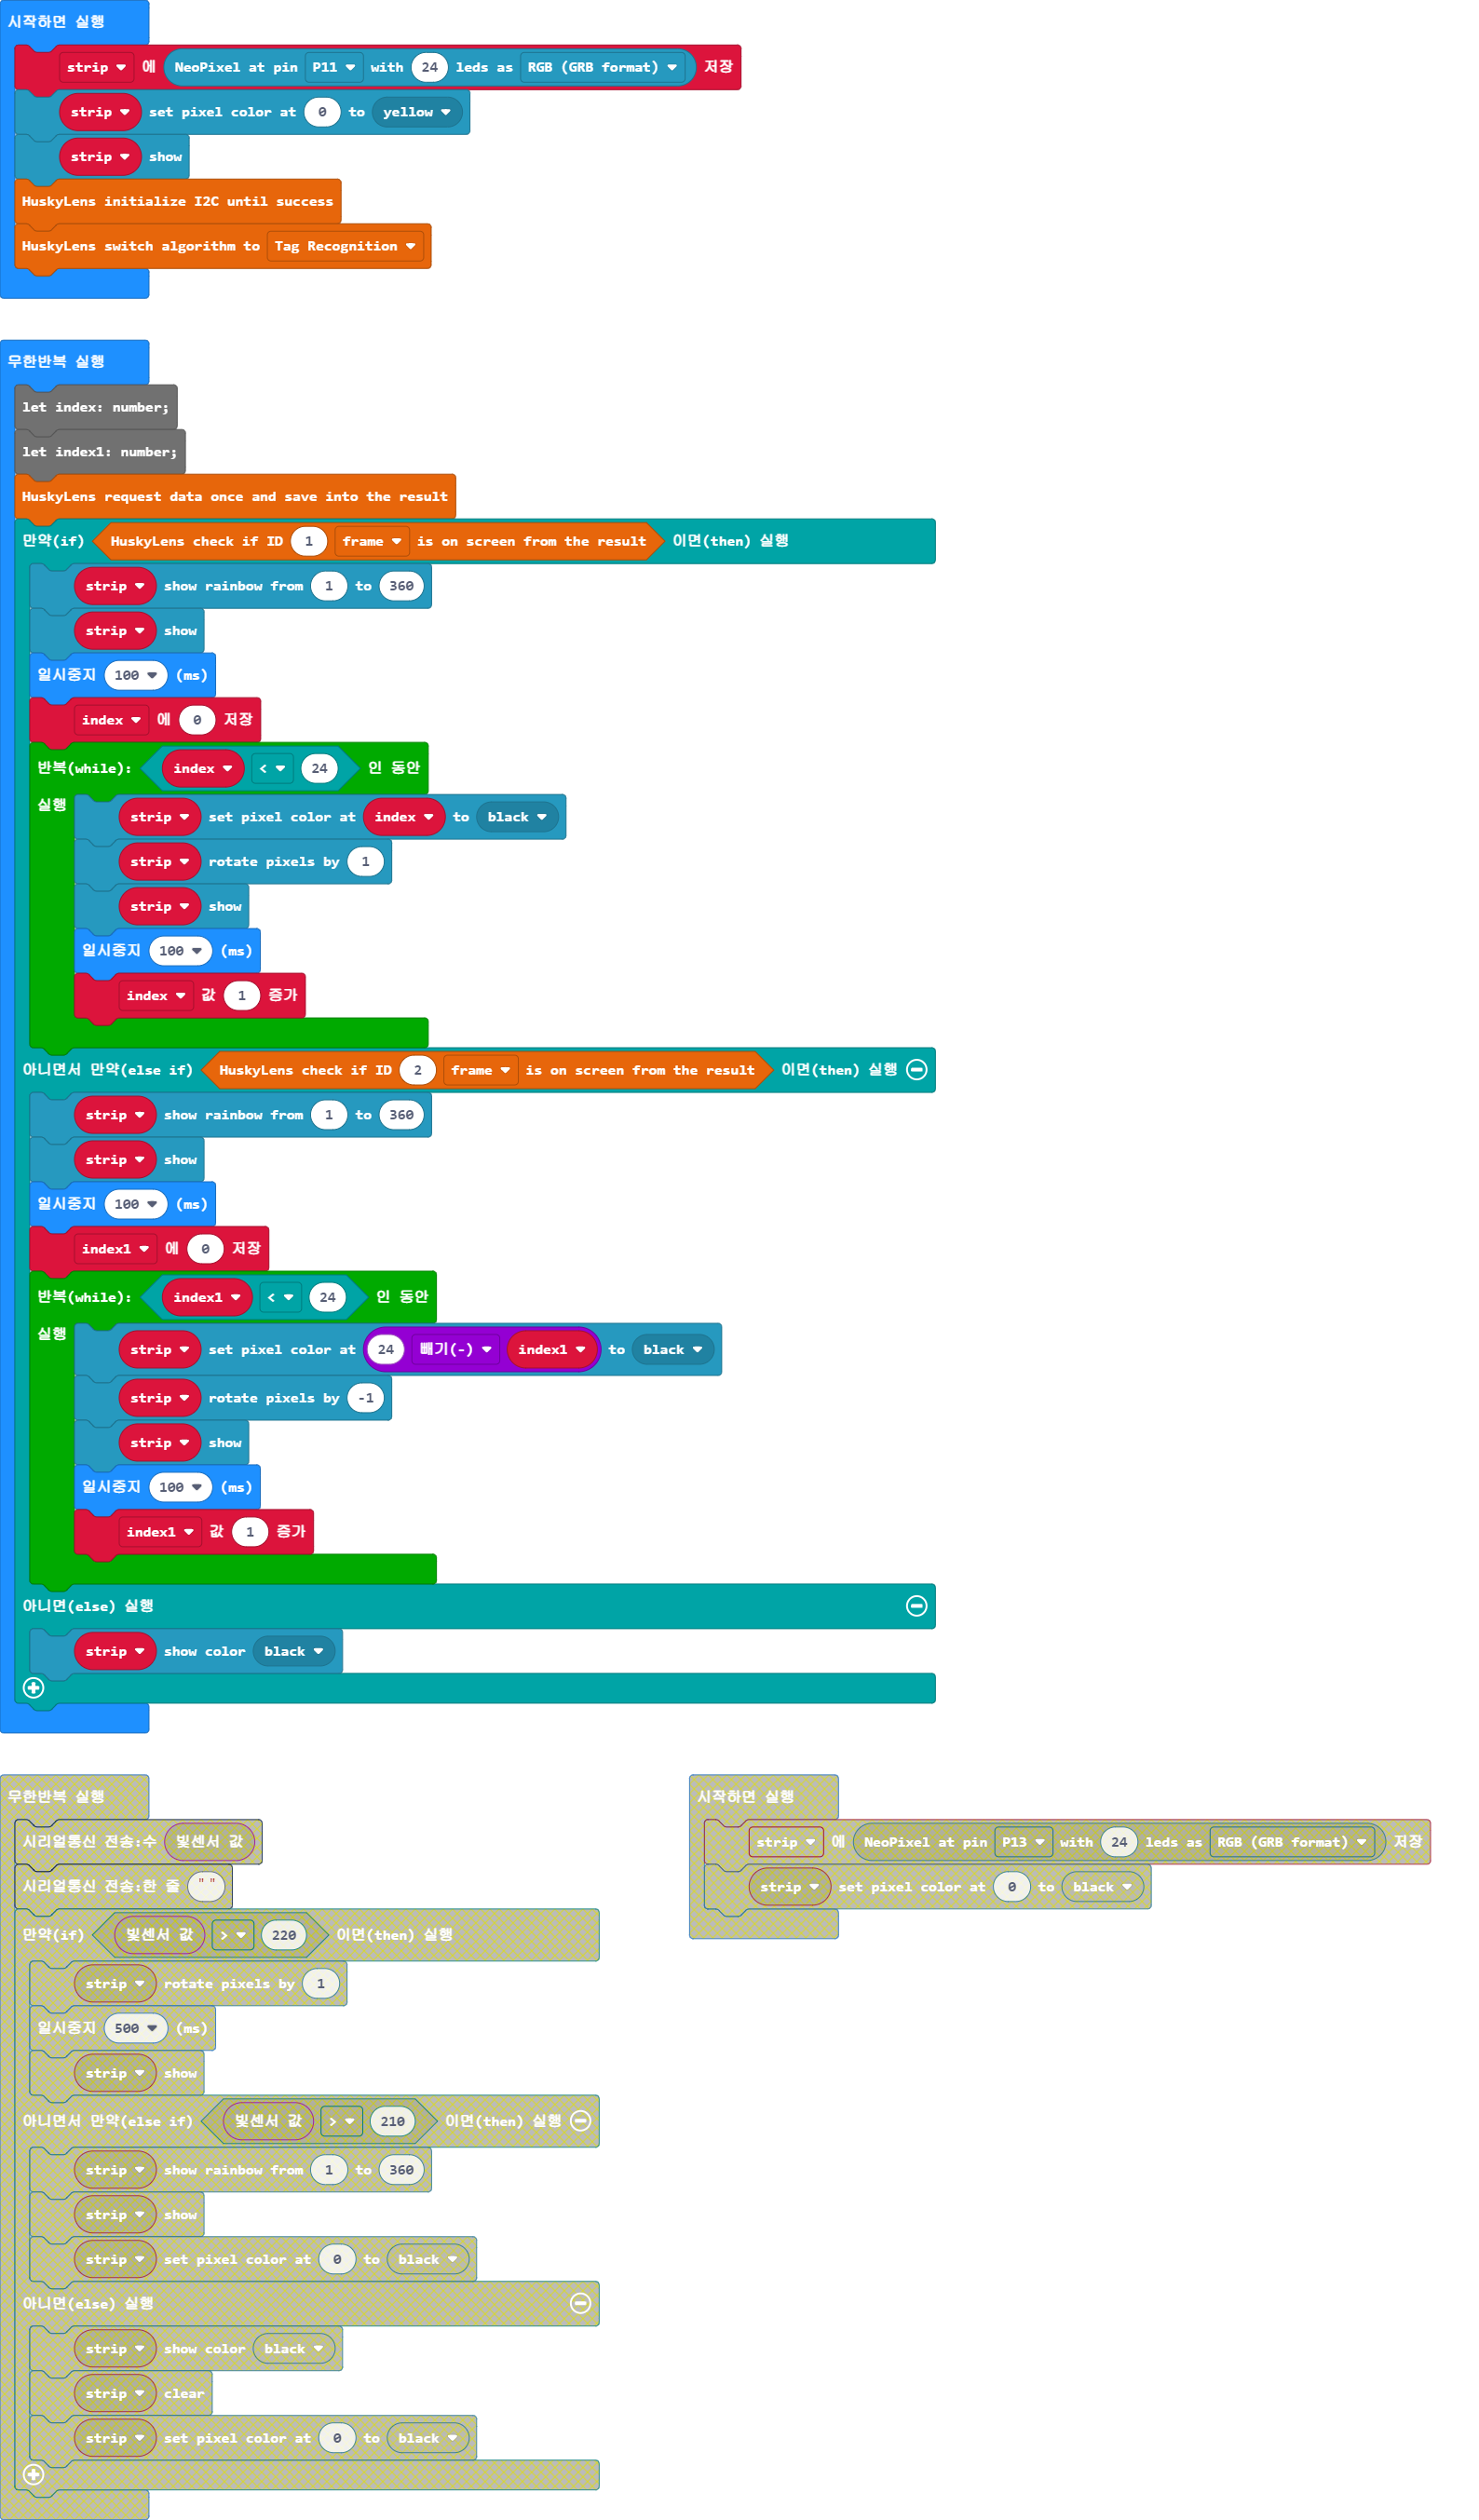 시작하면 실행
strip 에 NeoPixel at pin P11 with 24 leds as RGB (GRB format) 저장
strip set pixel color at 0 to yellow
strip show
HuskyLens initialize I2C until success
HuskyLens switch algorithm to Tag Recognition
무한반복 실행
let index: number;
let index1: number;
HuskyLens request data once and save into the result
만약(if) HuskyLens check if ID 1 frame is on screen from the result 이면(then) 실행
strip show rainbow from 1 to 360
strip show
일시중지 100 (ms)
index 에 0 저장
반복(while): index < 24 인 동안
실행 strip set pixel color at index to black
strip rotate pixels by 1
strip show
일시중지 100 (ms)
index 값 1 증가
아니면서 만약(else if) HuskyLens check if ID 2 frame is on screen from the result 이면(then) 실행
strip show rainbow from 1 to 360
strip show
일시중지 100 (ms)
index1 에 0 저장
반복(while): index1 < 24 인 동안
실행 strip set pixel color at 24 빼기(-) index1 to black
strip rotate pixels by -1
strip show
일시중지 100 (ms)
index1 값 1 증가
아니면(else) 실행
strip show color black
무한반복 실행
시리얼통신 전송:수 빛센서 값
시리얼통신 전송:한 줄 " "
만약(if) 빛센서 값 > 220 이면(then) 실행
strip rotate pixels by 1
일시중지 500 (ms)
strip show
아니면서 만약(else if) 빛센서 값 > 210 이면(then) 실행
strip show rainbow from 1 to 360
strip show
strip set pixel color at 0 to black
아니면(else) 실행
strip show color black
strip clear
strip set pixel color at 0 to black
시작하면 실행
strip 에 NeoPixel at pin P13 with 24 leds as RGB (GRB format) 저장
strip set pixel color at 0 to black